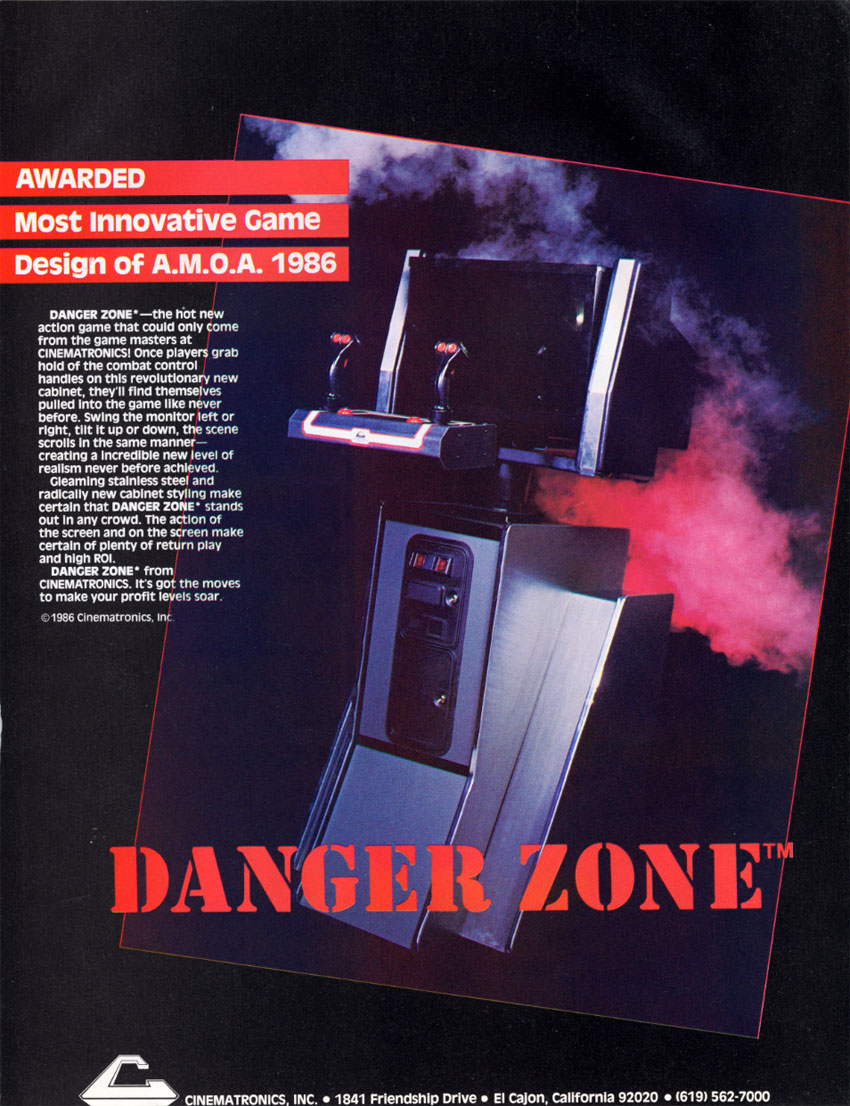 AWARDED
Most Innovative Game
Design of A.M.O.A. 1986
DANGER ZONE*—the hot new
action game that could only come
from the game masters at
CINEMATRONICS! Once players grab
hold of the combat control
handles on this revolutionary new
cabinet, they'll find themselves
pulled into the game like never
before. Swing the monitor left or
right, tilt it up or down, the scene
scrolls in the same manner—
creating a incredible new level of
realism never before achieved.
Gleaming stainless steel and
radically new cabinet styling make
certain that DANGER ZONE* stands
out in any crowd. The action of
the screen and on the screen make
certain of plenty of return play
and high ROI.
DANGER ZONE* from
CINEMATRONICS. It's got the moves
to make your profit levels soar.
©1986 Cinematronics, Inc.
DANGER ZONE™
CINEMATRONICS, INC. • 1841 Friendship Drive • El Cajon, California 92020 • (619) 562-7000